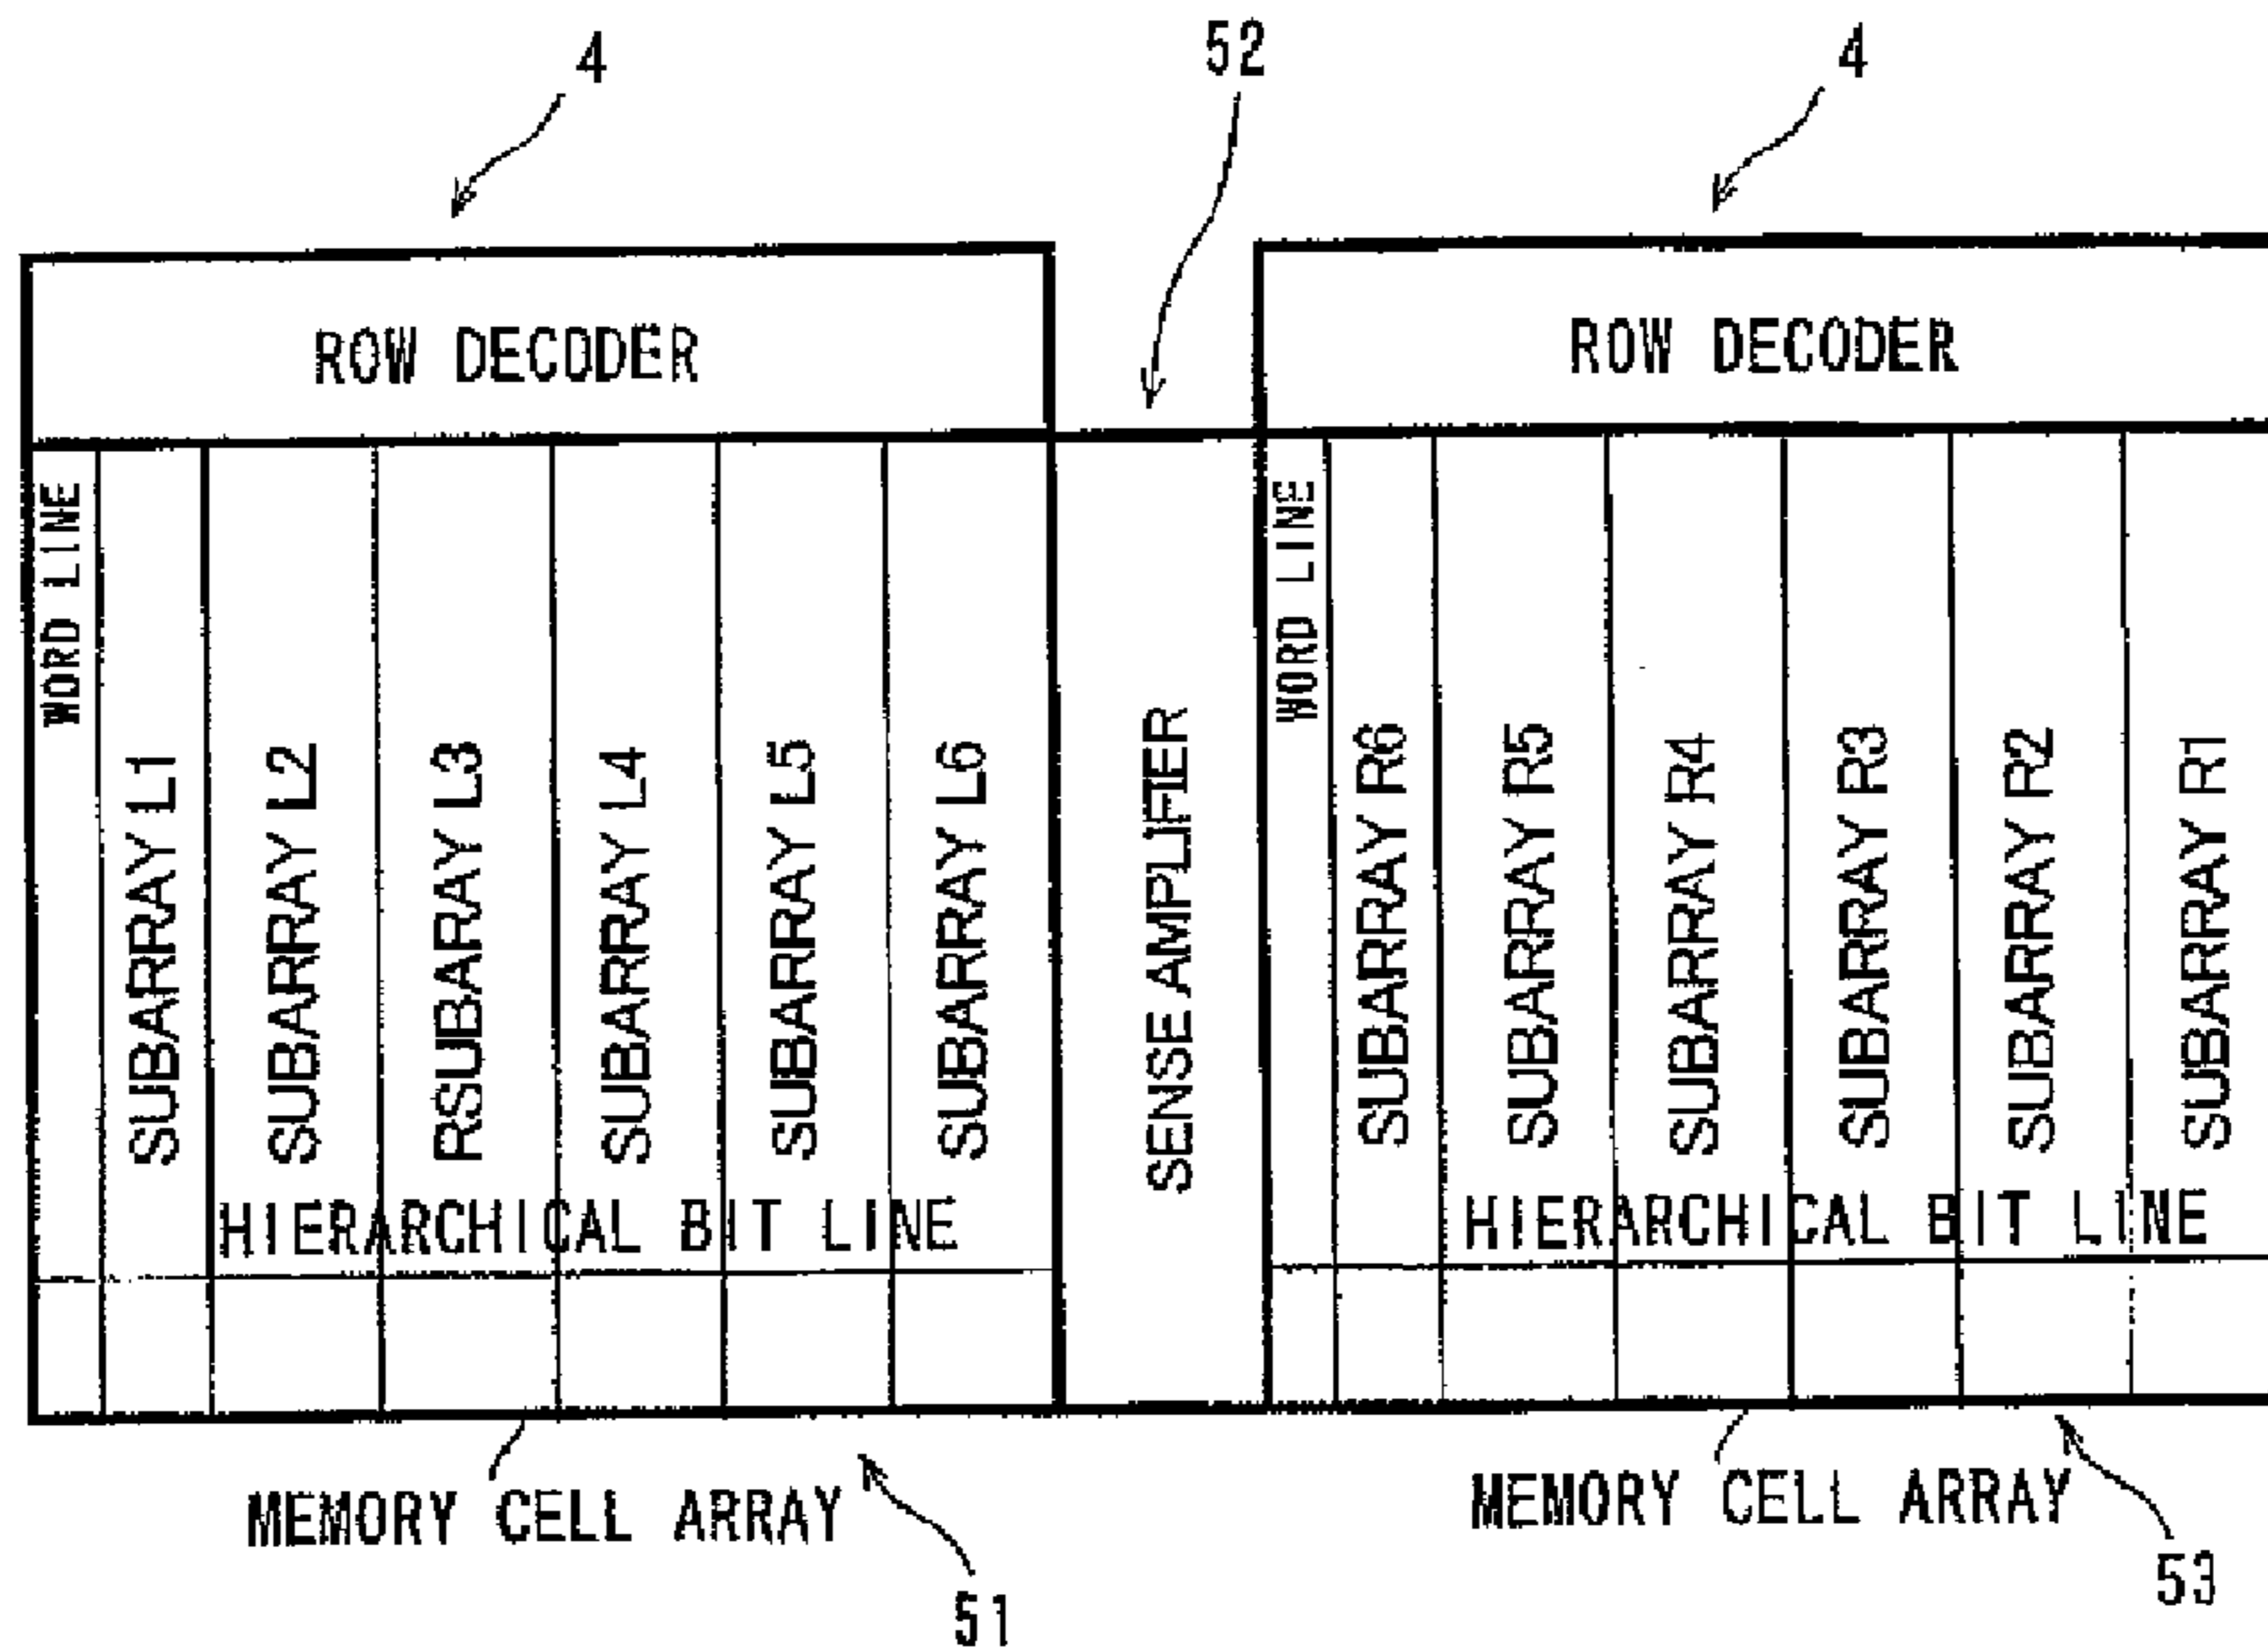 4
52
4
ROW DECODER
ROW DECODER
WORD LINE
SUBARRAY L1
SUBARRAY L2
RSUBARAY L3
SUBARRAY L4
SUBARRAY L5
SUBARRAY L6
SENSE AMPLIFIER
WORD LINE
SUBARRAY R6
SUBARRAY R5
SUBARRAY R4
SUBARRAY R3
SUBARRAY R2
SUBARRAY R1
HIERARCHICAL BIT LINE
HIERARCHICAL BIT LINE
MEMORY CELL ARRAY
MEMORY CELL ARRAY
51
53